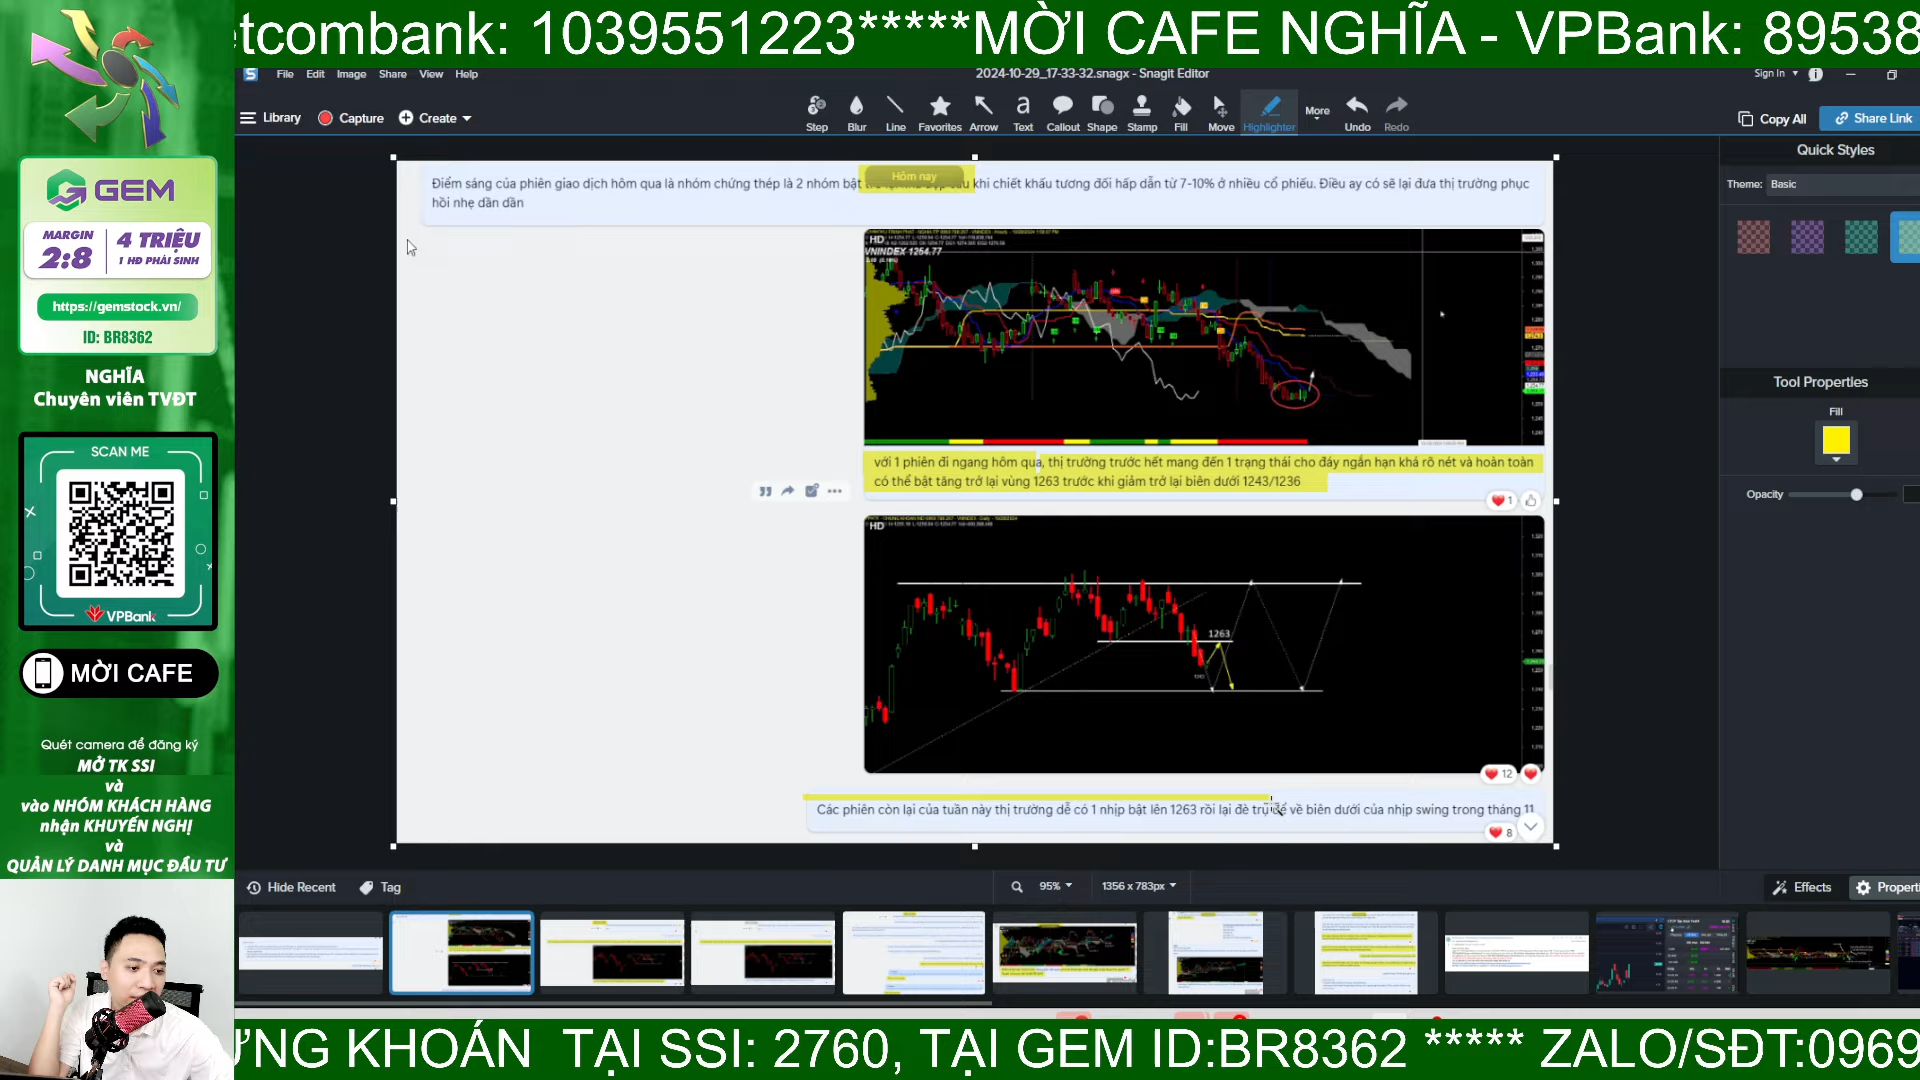 etcombank: 1039551223*****MỜI CAFE NGHĨA - VPBank: 89538
GEM
MARGIN
2:8
4 TRIỆU
1 HĐ PHÁI SINH
https://gemstock.vn/
ID: BR8362
NGHĨA
Chuyên viên TVĐT
SCAN ME
VPBank
MỜI CAFE
Quét camera để đăng ký
MỞ TK SSI
và
vào NHÓM KHÁCH HÀNG
nhận KHUYẾN NGHỊ
và
QUẢN LÝ DANH MỤC ĐẦU TƯ
File Edit Image Share View Help
2024-10-29_17-33-32.snagx - Snagit Editor
Sign In
Library Capture Create
Step Blur Line Favorites Arrow Text Callout Shape Stamp Fill Move Highlighter More Undo Redo
Copy All Share Link
Quick Styles
Theme: Basic
Tool Properties
Fill
Opacity
Hôm nay
Điểm sáng của phiên giao dịch hôm qua là nhóm chứng thép là 2 nhóm bật khi chiết khấu tương đối hấp dẫn từ 7-10% ở nhiều cổ phiếu. Điều ay có sẽ lại đưa thị trường phục
hồi nhẹ dần dần
HD
VNINDEX 1254.77
với 1 phiên đi ngang hôm qua, thị trường trước hết mang đến 1 trạng thái cho đáy ngắn hạn khá rõ nét và hoàn toàn
có thể bật tăng trở lại vùng 1263 trước khi giảm trở lại biên dưới 1243/1236
1
HD
1263
12
Các phiên còn lại của tuần này thị trường dễ có 1 nhịp bật lên 1263 rồi lại đè trụ để về biên dưới của nhịp swing trong tháng 11
8
Hide Recent Tag
95% 1356 x 783px
Effects Properti
ỨNG KHOÁN TẠI SSI: 2760, TẠI GEM ID:BR8362 ***** ZALO/SĐT:0969